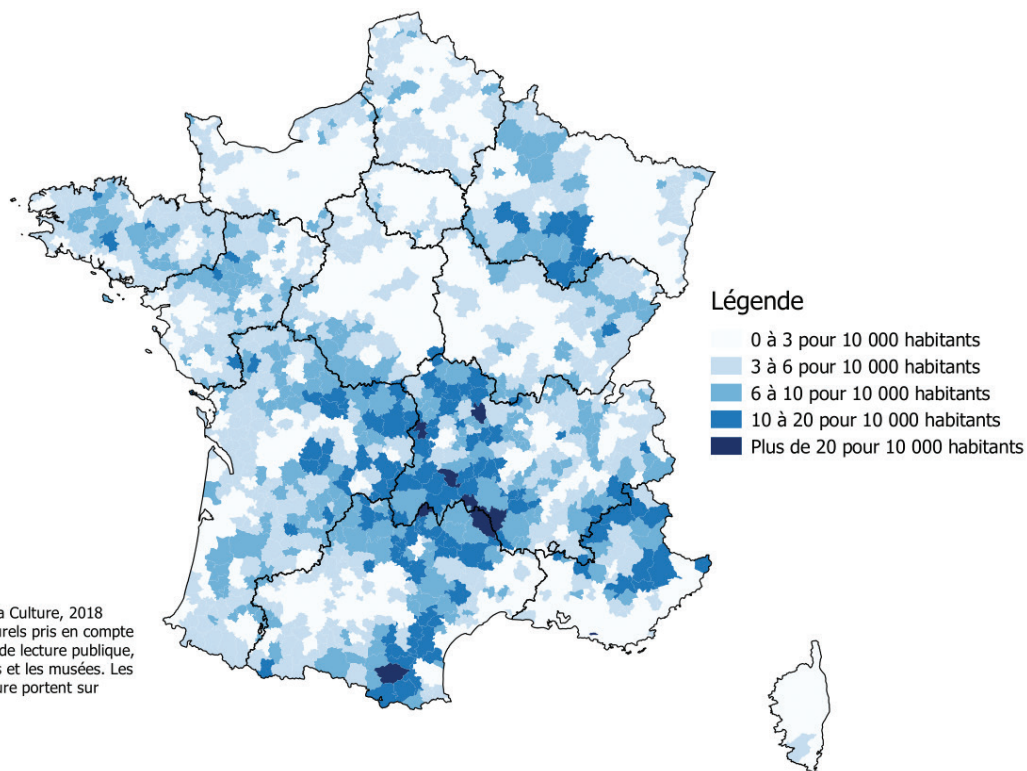 Légende
0 à 3 pour 10 000 habitants
3 à 6 pour 10 000 habitants
6 à 10 pour 10 000 habitants
10 à 20 pour 10 000 habitants
Plus de 20 pour 10 000 habitants
a Culture, 2018
urels pris en compte
de lecture publique,
s et les musées. Les
ure portent sur